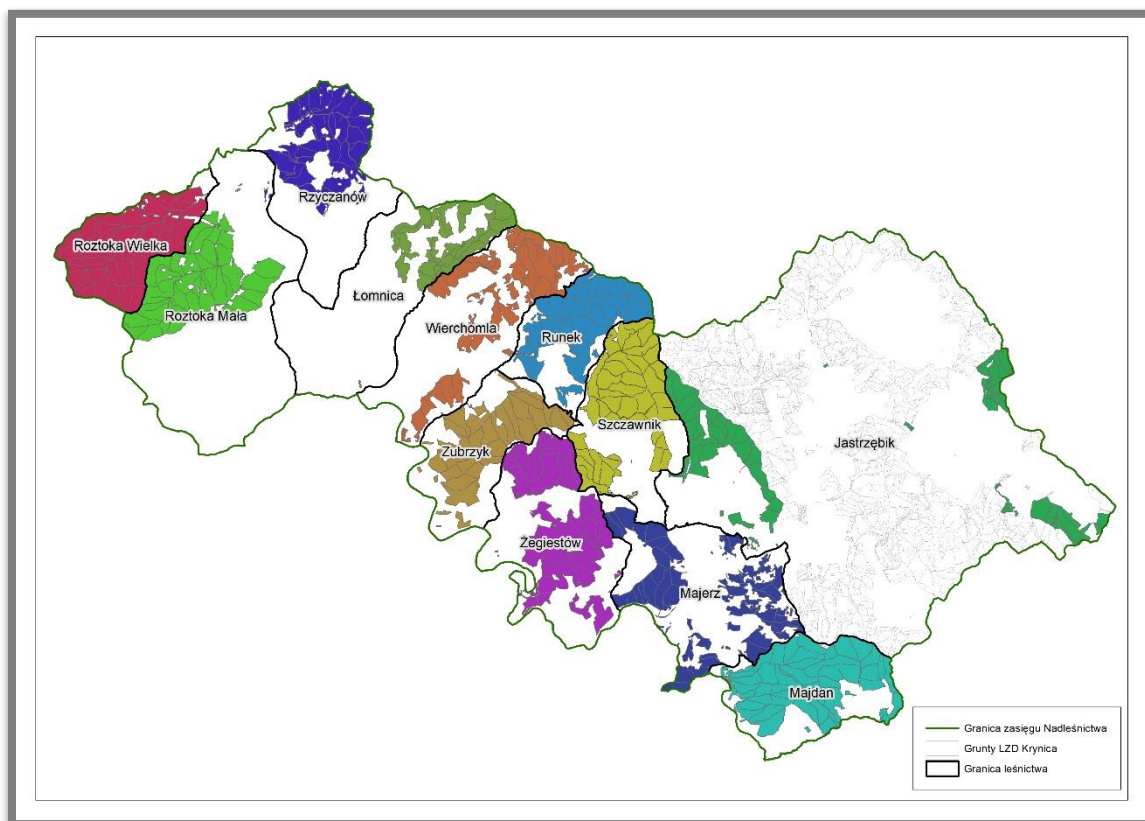 Rzyczanów
Roztoka Wielka
Łomnica
Roztoka Mała
Wierchomla
Runek
Szczawnik
Jastrzębik
Zubrzyk
Żegiestów
Majerz
Majdan
Granica zasięgu Nadleśnictwa
Grunty LZD Krynica
Granica leśnictwa